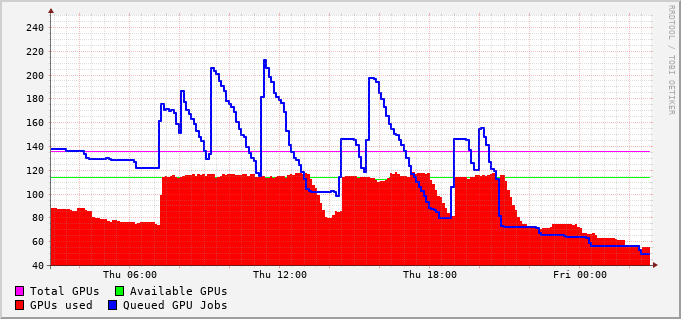 240
220
200
180
160
140
120
100
80
60
40
Thu 06:00 Thu 12:00 Thu 18:00 Fri 00:00
Total GPUs Available GPUs
GPUs used Queued GPU Jobs
RRDTOOL / TOBI OETIKER